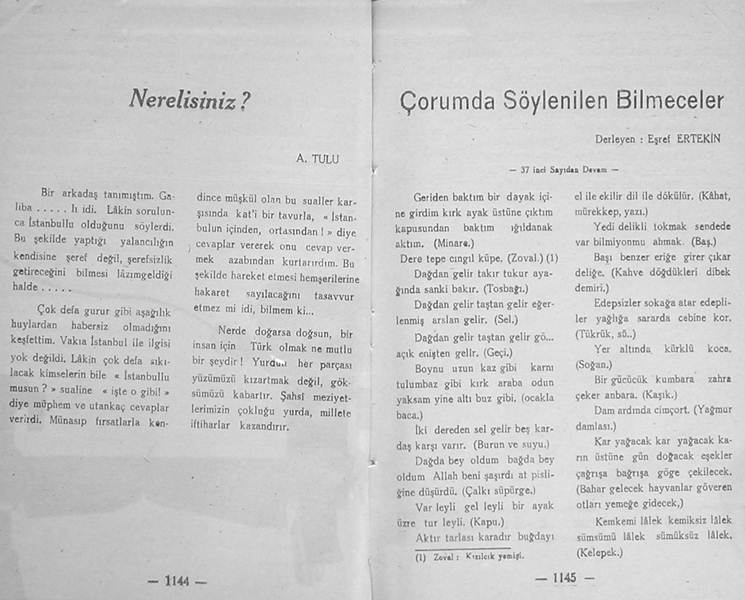 Nerelisiniz?
A. TULU
Bir arkadaş tanımıştım. Ga-
liba . . . . . lı idi. Lâkin sorulun-
ca İstanbullu olduğunu söylerdi.
Bu şekilde yaptığı yalancılığın
kendisine şeref değil, şerefsizlik
getireceğini bilmesi lâzımgeldiği
halde . . . . .
Çok defa gurur gibi aşağılık
huylardan habersiz olmadığını
keşfettim. Vakıa İstanbul ile ilgisi
yok değildi. Lâkin çok defa sıkı-
lacak kimselerin bile « İstanbullu
musun ? » sualine « işte o gibi! »
diye müphem ve utankaç cevaplar
verirdi. Münasıp fırsatlarla ken-
dince müşkül olan bu sualler kar-
şısında kat'i bir tavurla, « İstan-
bulun içinden, ortasından ! » diye
cevaplar vererek onu cevap ver-
mek azabından kurtarırdım. Bu
şekilde hareket etmesi hemşerilerine
hakaret sayılacağını tasavvur
etmez mi idi, bilmem ki...
Nerde doğarsa doğsun, bir
insan için Türk olmak ne mutlu
bir şeydir! Yurdun her parçası
yüzümüzü kızartmak değil, gök-
sümüzü kabartır. Şahsî meziyet-
lerimizin çokluğu yurda, millete
iftiharlar kazandırır.
— 1144 —
Çorumda Söylenilen Bilmeceler
Derleyen : Eşref ERTEKİN
— 37 inci Sayıdan Devam —
Geriden baktım bir dayak içi-
ne girdim kırk ayak üstüne çıktım
kapusundan baktım ığıldanak
aktım. (Minare.)
Dere tepe cıngıl küpe. (Zoval.) (1)
Dağdan gelir takır tukur aya-
ğında sanki bakır. (Tosbağı.)
Dağdan gelir taştan gelir eğer-
lenmiş arslan gelir. (Sel.)
Dağdan gelir taştan gelir gö...
açık enişten gelir. (Geçi.)
Boynu uzun kaz gibi karnı
tulumbaz gibi kırk araba odun
yaksam yine altı buz gibi. (ocakla
baca.)
İki dereden sel gelir beş kar-
daş karşı varır. (Burun ve suyu.)
Dağda bey oldum bağda bey
oldum Allah beni şaşırdı at pisli-
ğine düşürdü. (Çalkı süpürge.)
Var leyli gel leyli bir ayak
üzre tur leyli. (Kapu.)
Aktır tarlası karadır buğdayı
(1) Zoval : Kızılcık yemişi.
el ile ekilir dil ile dökülür. (Kâhat,
mürekkep, yazı.)
Yedi delikli tokmak sendede
var bilmiyonmu ahmak. (Baş.)
Başı benzer eriğe girer çıkar
deliğe. (Kahve döğdükleri dibek
demiri.)
Edepsizler sokağa atar edepli-
ler yağlığa sararda cebine kor.
(Tükrük, sü..)
Yer altında kürklü koca.
(Soğan.)
Bir gücücük kumbara zahra
çeker anbara. (Kaşık.)
Dam ardında cimçort. (Yağmur
damlası.)
Kar yağacak kar yağacak ka-
rın üstüne gün doğacak eşekler
çağrışa bağrışa göge çekilecek.
(Bahar gelecek hayvanlar göveren
otları yemeğe gidecek,)
Kemkemi lâlek kemiksiz lâlek
sümsümü lâlek sümüksüz lâlek.
(Kelepek.)
— 1145 —